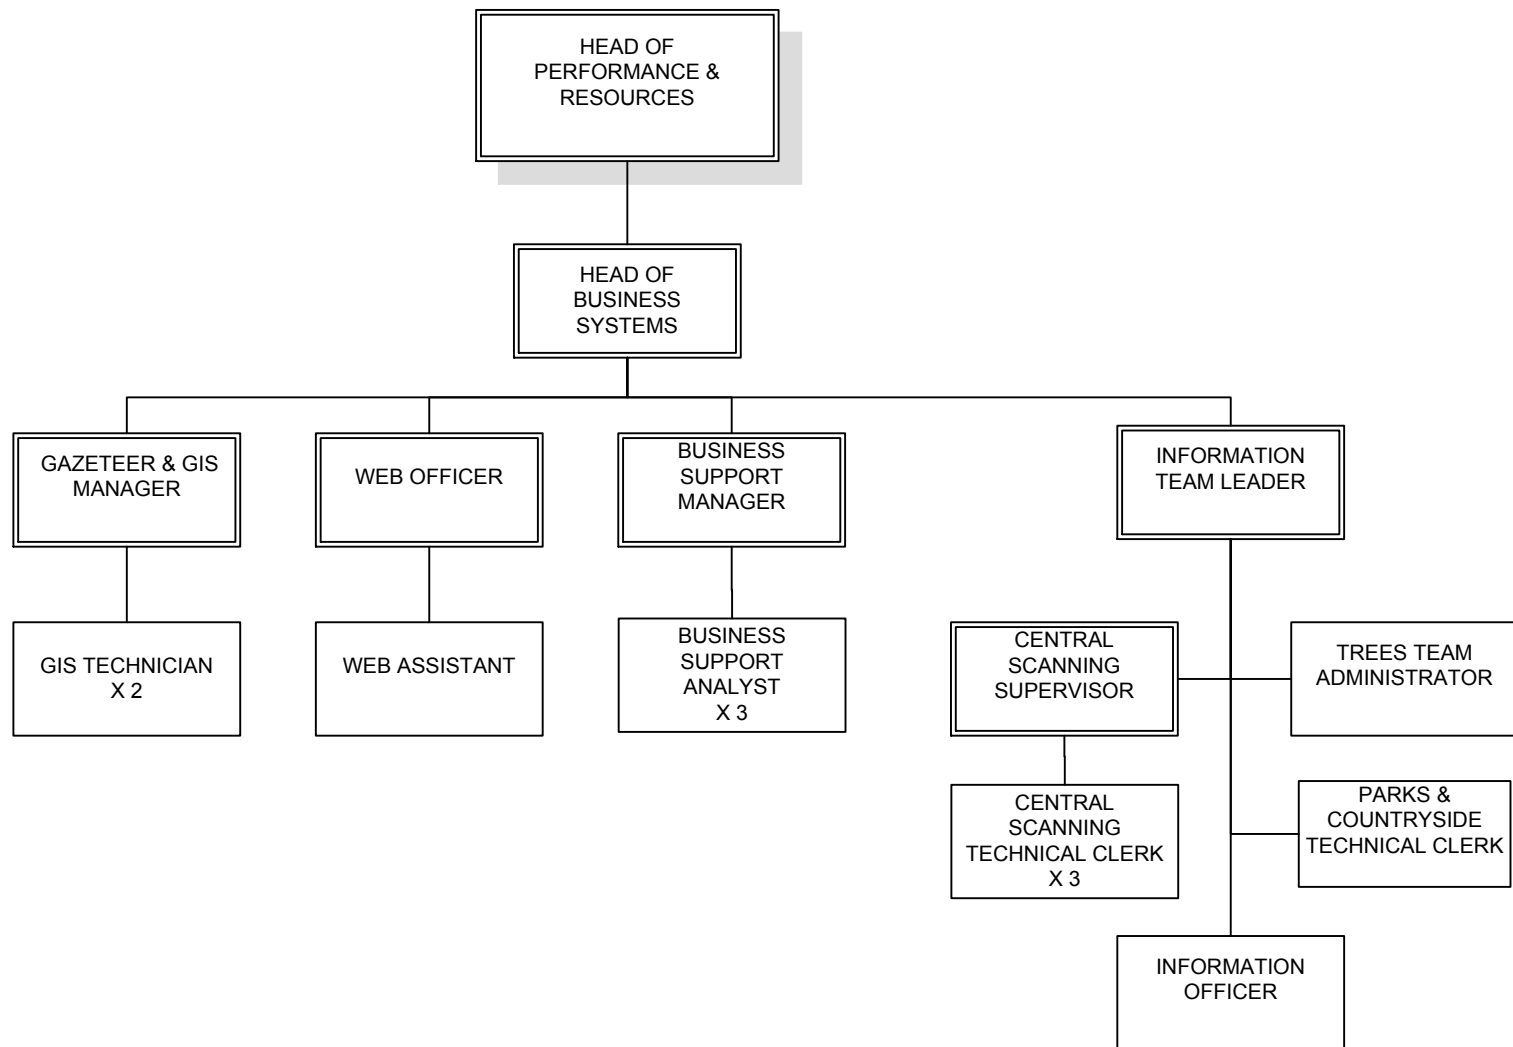 HEAD OF
PERFORMANCE &
RESOURCES
HEAD OF
BUSINESS
SYSTEMS
GAZETEER & GIS
MANAGER
WEB OFFICER
BUSINESS
SUPPORT
MANAGER
INFORMATION
TEAM LEADER
GIS TECHNICIAN
X 2
WEB ASSISTANT
BUSINESS
SUPPORT
ANALYST
X 3
CENTRAL
SCANNING
SUPERVISOR
TREES TEAM
ADMINISTRATOR
CENTRAL
SCANNING
TECHNICAL CLERK
X 3
PARKS &
COUNTRYSIDE
TECHNICAL CLERK
INFORMATION
OFFICER